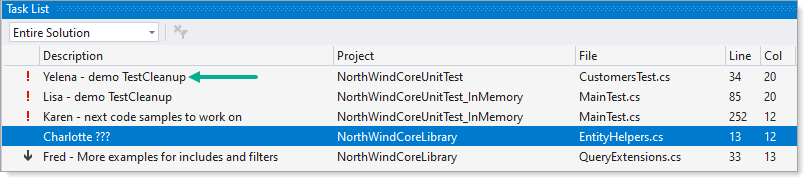 Task List
Entire Solution
Description Project File Line Col
! Yelena - demo TestCleanup NorthWindCoreUnitTest CustomersTest.cs 34 20
! Lisa - demo TestCleanup NorthWindCoreUnitTest_InMemory MainTest.cs 85 20
! Karen - next code samples to work on NorthWindCoreUnitTest_InMemory MainTest.cs 252 12
Charlotte ??? NorthWindCoreLibrary EntityHelpers.cs 13 12
Fred - More examples for includes and filters NorthWindCoreLibrary QueryExtensions.cs 33 13